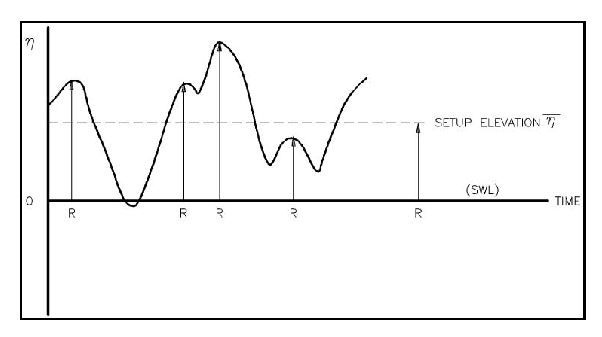 η
SETUP ELEVATION η̅
(SWL)
0
TIME
R R R R R